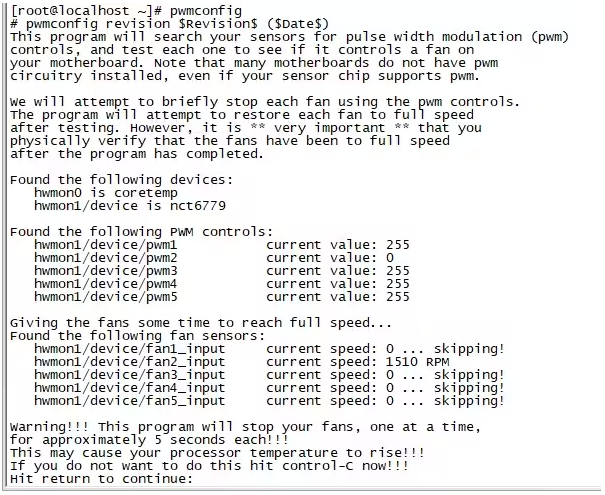 [root@localhost ~]# pwmconfig
# pwmconfig revision $Revision$ ($Date$)
This program will search your sensors for pulse width modulation (pwm)
controls, and test each one to see if it controls a fan on
your motherboard. Note that many motherboards do not have pwm
circuitry installed, even if your sensor chip supports pwm.

We will attempt to briefly stop each fan using the pwm controls.
The program will attempt to restore each fan to full speed
after testing. However, it is ** very important ** that you
physically verify that the fans have been to full speed
after the program has completed.

Found the following devices:
   hwmon0 is coretemp
   hwmon1/device is nct6779

Found the following PWM controls:
   hwmon1/device/pwm1           current value: 255
   hwmon1/device/pwm2           current value: 0
   hwmon1/device/pwm3           current value: 255
   hwmon1/device/pwm4           current value: 255
   hwmon1/device/pwm5           current value: 255

Giving the fans some time to reach full speed...
Found the following fan sensors:
   hwmon1/device/fan1_input     current speed: 0 ... skipping!
   hwmon1/device/fan2_input     current speed: 1510 RPM
   hwmon1/device/fan3_input     current speed: 0 ... skipping!
   hwmon1/device/fan4_input     current speed: 0 ... skipping!
   hwmon1/device/fan5_input     current speed: 0 ... skipping!

Warning!!! This program will stop your fans, one at a time,
for approximately 5 seconds each!!!
This may cause your processor temperature to rise!!!
If you do not want to do this hit control-C now!!!
Hit return to continue: